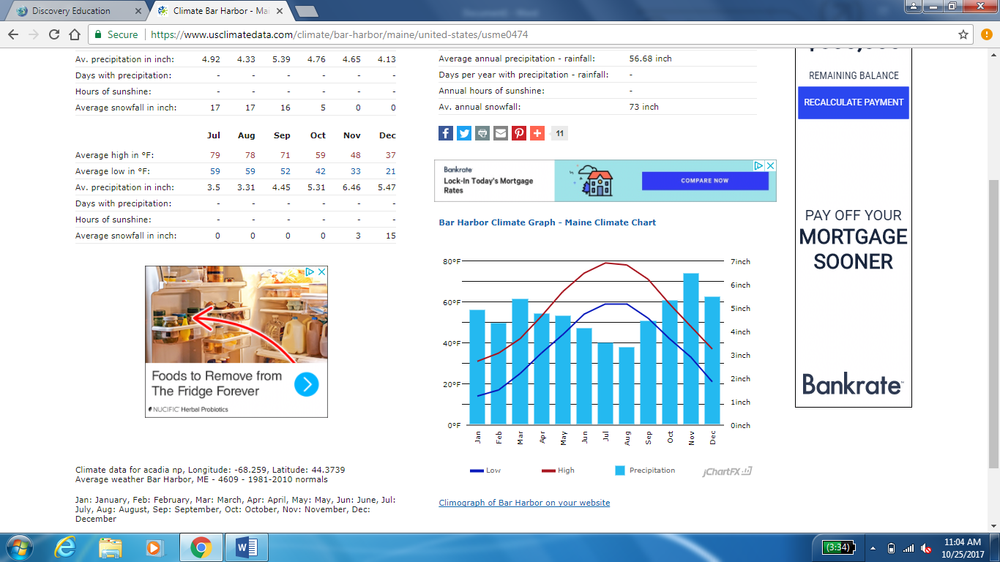 Discovery Education
Climate Bar Harbor - Mai
Secure https://www.usclimatedata.com/climate/bar-harbor/maine/united-states/usme0474
Av. precipitation in inch: 4.92 4.33 5.39 4.76 4.65 4.13
Days with precipitation: - - - - - -
Hours of sunshine: - - - - - -
Average snowfall in inch: 17 17 16 5 0 0
Jul Aug Sep Oct Nov Dec
Average high in °F: 79 78 71 59 48 37
Average low in °F: 59 59 52 42 33 21
Av. precipitation in inch: 3.5 3.31 4.45 5.31 6.46 5.47
Days with precipitation: - - - - - -
Hours of sunshine: - - - - - -
Average snowfall in inch: 0 0 0 0 3 15
Foods to Remove from
The Fridge Forever
NUCIFIC Herbal Probiotics
Climate data for acadia np, Longitude: -68.259, Latitude: 44.3739
Average weather Bar Harbor, ME - 4609 - 1981-2010 normals
Jan: January, Feb: February, Mar: March, Apr: April, May: May, Jun: June, Jul:
July, Aug: August, Sep: September, Oct: October, Nov: November, Dec:
December
Average annual precipitation - rainfall: 56.68 inch
Days per year with precipitation - rainfall: -
Annual hours of sunshine: -
Av. annual snowfall: 73 inch
11
Bankrate
Lock-In Today's Mortgage
Rates
COMPARE NOW
Bar Harbor Climate Graph - Maine Climate Chart
80°F 7inch
6inch
60°F 5inch
4inch
40°F 3inch
20°F 2inch
1inch
0°F 0inch
Jan Feb Mar Apr May Jun Jul Aug Sep Oct Nov Dec
Low High Precipitation jChartFX
Climograph of Bar Harbor on your website
REMAINING BALANCE
RECALCULATE PAYMENT
PAY OFF YOUR
MORTGAGE
SOONER
Bankrate
(3:34)
11:04 AM
10/25/2017